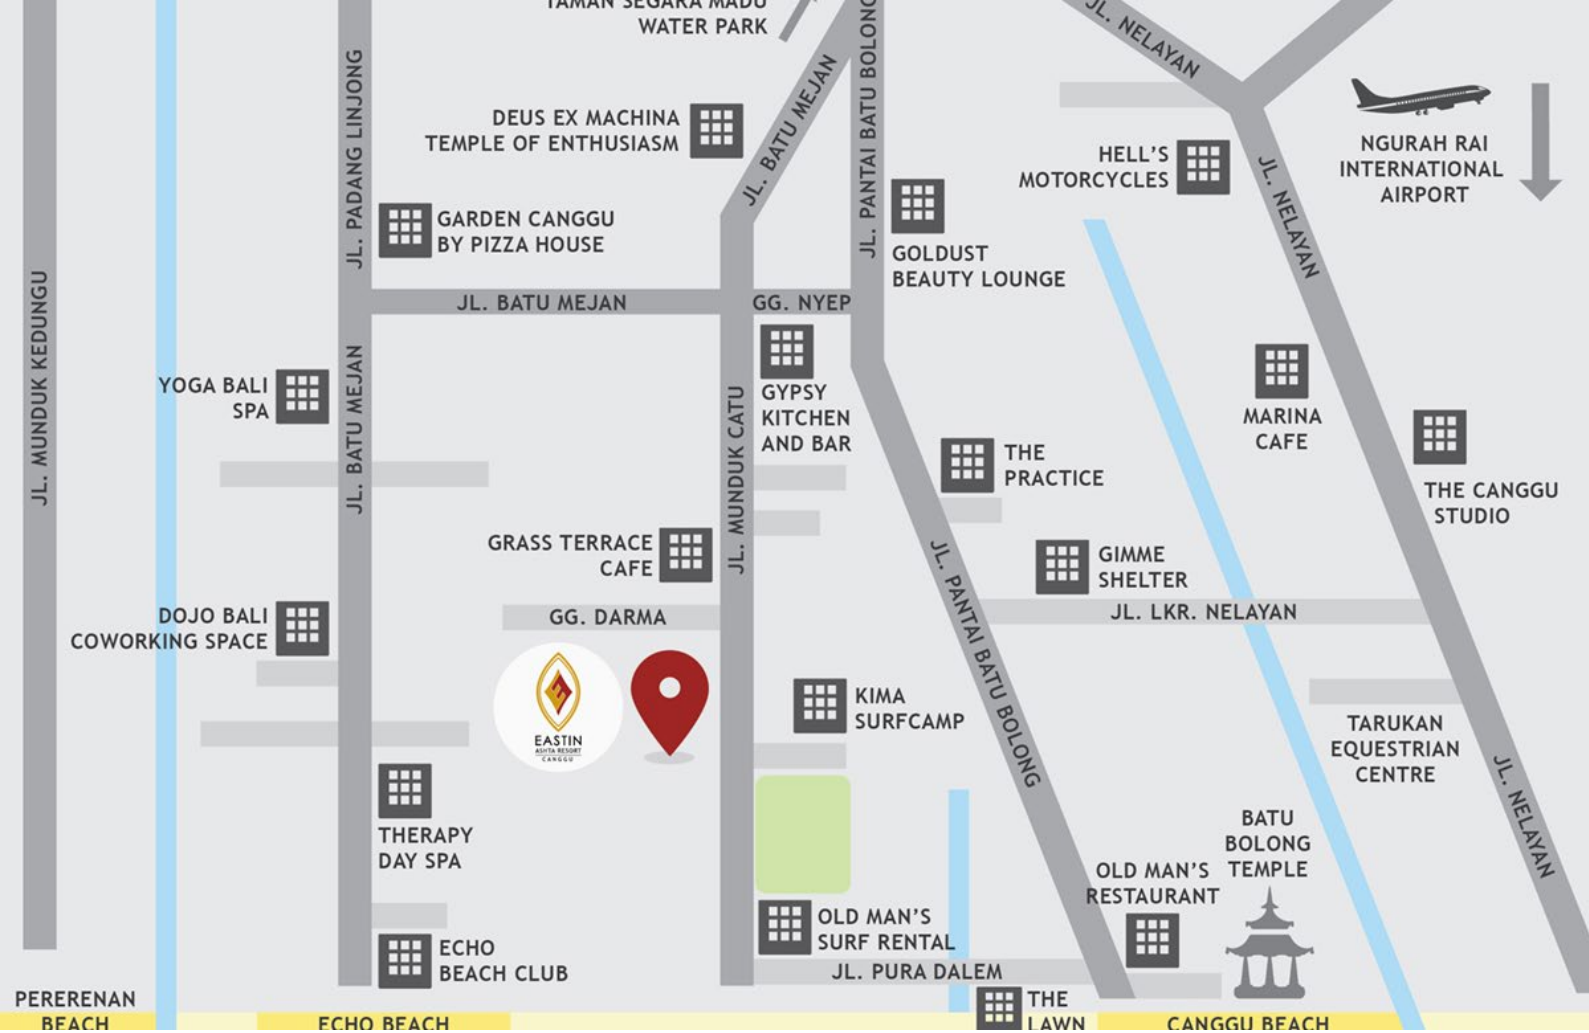 TAMAN SEGARA MADU
WATER PARK
JL. NELAYAN
DEUS EX MACHINA
TEMPLE OF ENTHUSIASM
JL. BATU MEJAN
JL. PANTAI BATU BOLONG
JL. PADANG LINJONG
HELL'S
MOTORCYCLES
NGURAH RAI
INTERNATIONAL
AIRPORT
JL. NELAYAN
GARDEN CANGGU
BY PIZZA HOUSE
GOLDUST
BEAUTY LOUNGE
JL. MUNDUK KEDUNGU
JL. BATU MEJAN
GG. NYEP
YOGA BALI
SPA
JL. BATU MEJAN
JL. MUNDUK CATU
GYPSY
KITCHEN
AND BAR
MARINA
CAFE
THE
PRACTICE
THE CANGGU
STUDIO
GRASS TERRACE
CAFE
GIMME
SHELTER
DOJO BALI
COWORKING SPACE
GG. DARMA
JL. LKR. NELAYAN
JL. PANTAI BATU BOLONG
EASTIN
ASHTA RESORT
CANGGU
KIMA
SURFCAMP
TARUKAN
EQUESTRIAN
CENTRE
JL. NELAYAN
THERAPY
DAY SPA
BATU
BOLONG
TEMPLE
OLD MAN'S
RESTAURANT
OLD MAN'S
SURF RENTAL
ECHO
BEACH CLUB
JL. PURA DALEM
PERERENAN
BEACH
ECHO BEACH
THE
LAWN
CANGGU BEACH